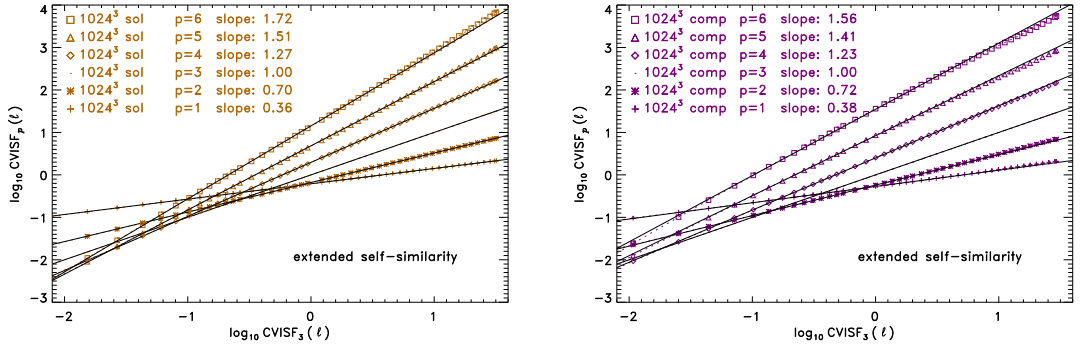 1024³ sol p=6 slope: 1.72
1024³ sol p=5 slope: 1.51
1024³ sol p=4 slope: 1.27
1024³ sol p=3 slope: 1.00
1024³ sol p=2 slope: 0.70
1024³ sol p=1 slope: 0.36
extended self-similarity
4
3
2
1
0
−1
−2
−3
log₁₀ CVISFₚ(ℓ)
−2 −1 0 1
log₁₀ CVISF₃(ℓ)
1024³ comp p=6 slope: 1.56
1024³ comp p=5 slope: 1.41
1024³ comp p=4 slope: 1.23
1024³ comp p=3 slope: 1.00
1024³ comp p=2 slope: 0.72
1024³ comp p=1 slope: 0.38
extended self-similarity
4
3
2
1
0
−1
−2
−3
log₁₀ CVISFₚ(ℓ)
−2 −1 0 1
log₁₀ CVISF₃(ℓ)